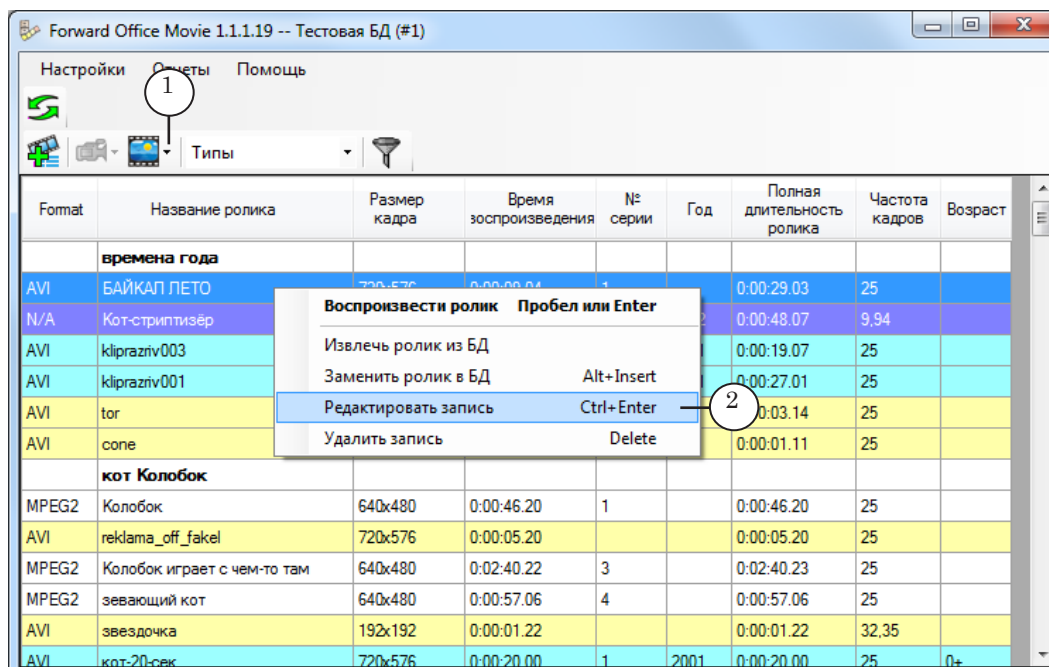 Forward Office Movie 1.1.1.19 -- Тестовая БД (#1)
Настройки Отчеты Помощь
1
Типы
Format Название ролика Размер кадра Время воспроизведения № серии Год Полная длительность ролика Частота кадров Возраст
времена года
AVI БАЙКАЛ ЛЕТО 720x576 0:00:09.04 1 0:00:29.03 25
N/A Кот-стриптизёр 0:00:48.07 9,94
AVI kliprazriv003 0:00:19.07 25
AVI kliprazriv001 0:00:27.01 25
AVI tor 0:03.14 25
AVI cone 0:00:01.11 25
Воспроизвести ролик Пробел или Enter
Извлечь ролик из БД
Заменить ролик в БД Alt+Insert
Редактировать запись Ctrl+Enter
2
Удалить запись Delete
кот Колобок
MPEG2 Колобок 640x480 0:00:46.20 1 0:00:46.20 25
AVI reklama_off_fakel 720x576 0:00:05.20 0:00:05.20 25
MPEG2 Колобок играет с чем-то там 640x480 0:02:40.22 3 0:02:40.23 25
MPEG2 зевающий кот 640x480 0:00:57.06 4 0:00:57.06 25
AVI звездочка 192x192 0:00:01.22 0:00:01.22 32,35
AVI кот-20-сек 720x576 0:00:20.00 1 2001 0:00:20.00 25 0+